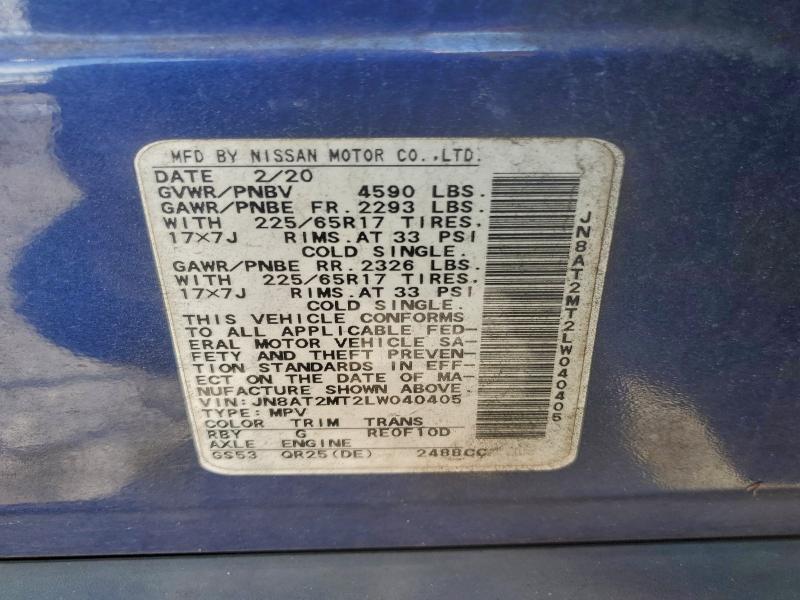 MFD BY NISSAN MOTOR CO.,LTD.
DATE 2/20
GVWR/PNBV 4590 LBS.
GAWR/PNBE FR.2293 LBS.
WITH 225/65R17 TIRES.
17×7J RIMS.AT 33 PSI
COLD SINGLE.
GAWR/PNBE RR.2326 LBS.
WITH 225/65R17 TIRES.
17×7J RIMS.AT 33 PSI
COLD SINGLE.
THIS VEHICLE CONFORMS
TO ALL APPLICABLE FED-
ERAL MOTOR VEHICLE SA-
FETY AND THEFT PREVEN-
TION STANDARDS IN EFF-
ECT ON THE DATE OF MA-
NUFACTURE SHOWN ABOVE.
VIN:JN8AT2MT2LW040405
TYPE:MPV
COLOR TRIM TRANS
RBY G RE0F10D
AXLE ENGINE
GS53 QR25(DE) 2488CC
JN8AT2MT2LW040405